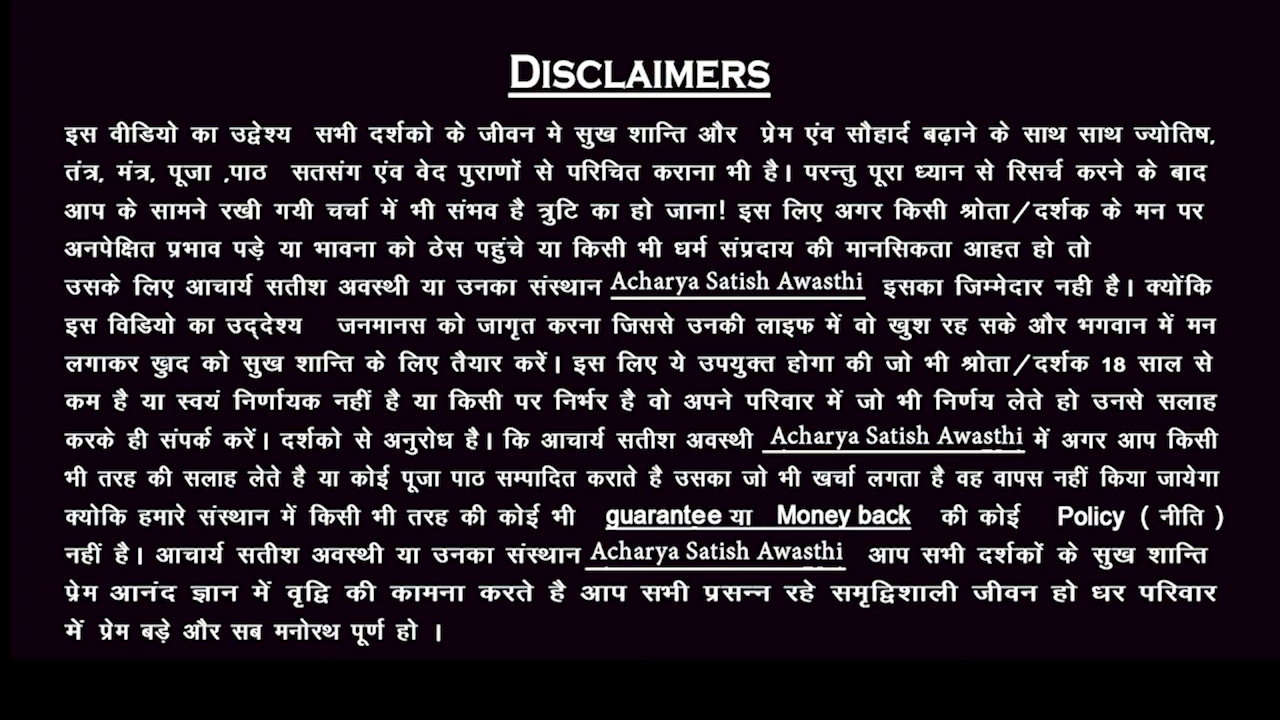 DISCLAIMERS
इस वीडियो का उद्वेश्य सभी दर्शको के जीवन मे सुख शान्ति और प्रेम एंव सौहार्द बढ़ाने के साथ साथ ज्योतिष,
तंत्र, मंत्र, पूजा ,पाठ सतसंग एंव वेद पुराणों से परिचित कराना भी है। परन्तु पूरा ध्यान से रिसर्च करने के बाद
आप के सामने रखी गयी चर्चा में भी संभव है त्रुटि का हो जाना! इस लिए अगर किसी श्रोता/दर्शक के मन पर
अनपेक्षित प्रभाव पड़े या भावना को ठेस पहुंचे या किसी भी धर्म संप्रदाय की मानसिकता आहत हो तो
उसके लिए आचार्य सतीश अवस्थी या उनका संस्थान Acharya Satish Awasthi इसका जिम्मेदार नही है। क्योंकि
इस विडियो का उद्देश्य जनमानस को जागृत करना जिससे उनकी लाइफ में वो खुश रह सके और भगवान में मन
लगाकर खुद को सुख शान्ति के लिए तैयार करें। इस लिए ये उपयुक्त होगा की जो भी श्रोता/दर्शक 18 साल से
कम है या स्वयं निर्णायक नहीं है या किसी पर निर्भर है वो अपने परिवार में जो भी निर्णय लेते हो उनसे सलाह
करके ही संपर्क करें। दर्शको से अनुरोध है। कि आचार्य सतीश अवस्थी Acharya Satish Awasthi में अगर आप किसी
भी तरह की सलाह लेते है या कोई पूजा पाठ सम्पादित कराते है उसका जो भी खर्चा लगता है वह वापस नहीं किया जायेगा
क्योकि हमारे संस्थान में किसी भी तरह की कोई भी guarantee या Money back की कोई Policy ( नीति )
नहीं है। आचार्य सतीश अवस्थी या उनका संस्थान Acharya Satish Awasthi आप सभी दर्शकों के सुख शान्ति
प्रेम आनंद ज्ञान में वृद्वि की कामना करते है आप सभी प्रसन्न रहे समृद्विशाली जीवन हो धर परिवार
में प्रेम बड़े और सब मनोरथ पूर्ण हो ।